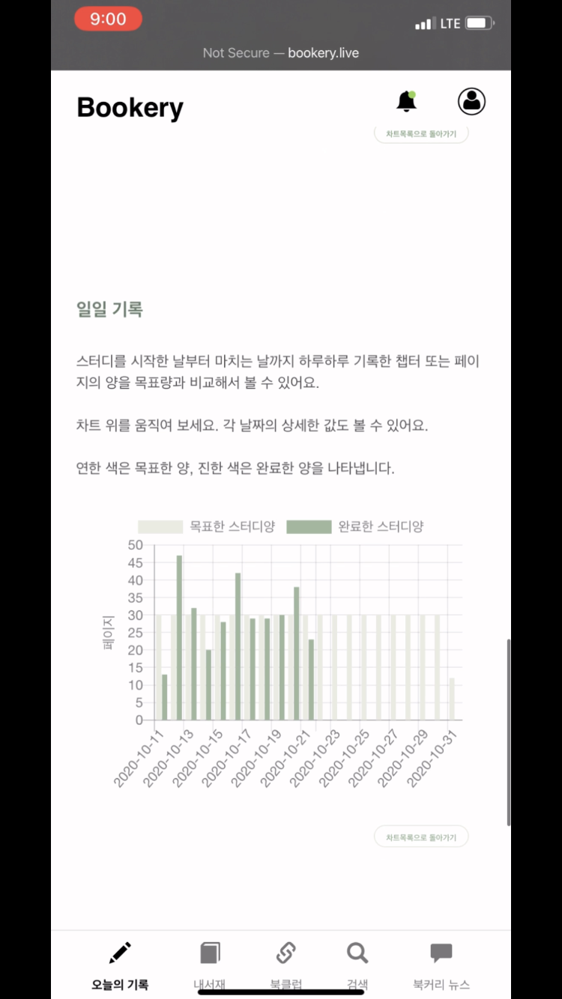 9:00
LTE
Not Secure — bookery.live
Bookery
차트목록으로 돌아가기
일일 기록
스터디를 시작한 날부터 마치는 날까지 하루하루 기록한 챕터 또는 페이
지의 양을 목표량과 비교해서 볼 수 있어요.
차트 위를 움직여 보세요. 각 날짜의 상세한 값도 볼 수 있어요.
연한 색은 목표한 양, 진한 색은 완료한 양을 나타냅니다.
목표한 스터디양 완료한 스터디양
50
45
40
35
30
25
20
15
10
5
0
페이지
2020-10-11 2020-10-13 2020-10-15 2020-10-17 2020-10-19 2020-10-21 2020-10-23 2020-10-25 2020-10-27 2020-10-29 2020-10-31
차트목록으로 돌아가기
오늘의 기록 내서재 북클럽 검색 북커리 뉴스